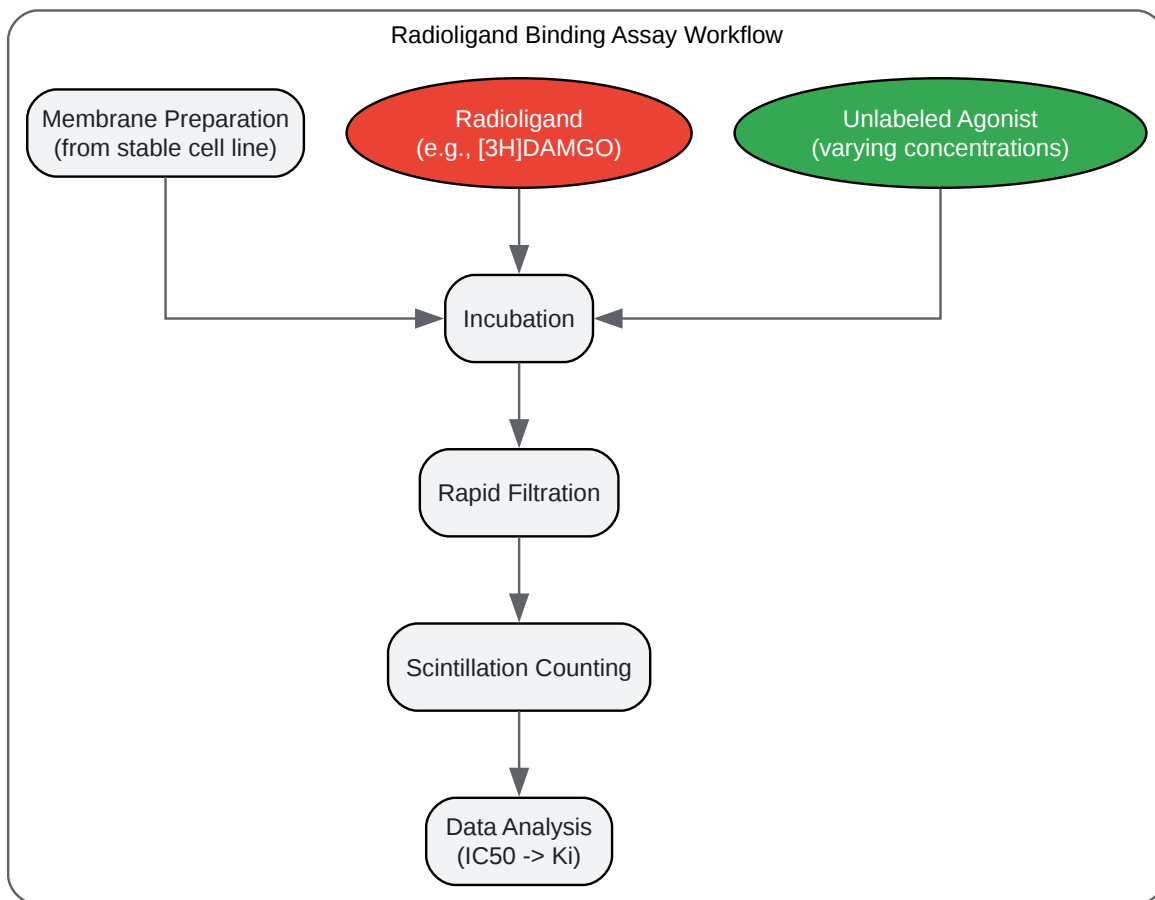 Radioligand Binding Assay Workflow
Membrane Preparation
(from stable cell line)
Radioligand
(e.g., [3H]DAMGO)
Unlabeled Agonist
(varying concentrations)
Incubation
Rapid Filtration
Scintillation Counting
Data Analysis
(IC50 -> Ki)